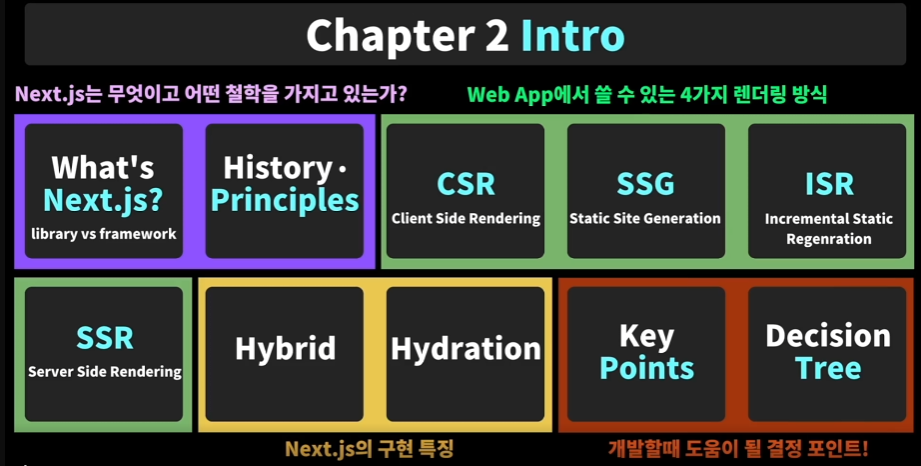 Chapter 2 Intro
Next.js는 무엇이고 어떤 철학을 가지고 있는가?
Web App에서 쓸 수 있는 4가지 렌더링 방식
What's
Next.js?
library vs framework
History·
Principles
CSR
Client Side Rendering
SSG
Static Site Generation
ISR
Incremental Static
Regenration
SSR
Server Side Rendering
Hybrid
Hydration
Key
Points
Decision
Tree
Next.js의 구현 특징
개발할때 도움이 될 결정 포인트!